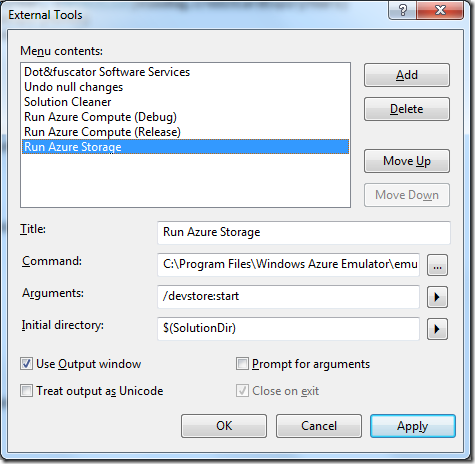 External Tools
Menu contents:
Dot&fuscator Software Services
Undo null changes
Solution Cleaner
Run Azure Compute (Debug)
Run Azure Compute (Release)
Run Azure Storage
Add
Delete
Move Up
Move Down
Title:
Run Azure Storage
Command:
C:\Program Files\Windows Azure Emulator\emu
...
Arguments:
/devstore:start
Initial directory:
$(SolutionDir)
Use Output window
Prompt for arguments
Treat output as Unicode
Close on exit
OK
Cancel
Apply